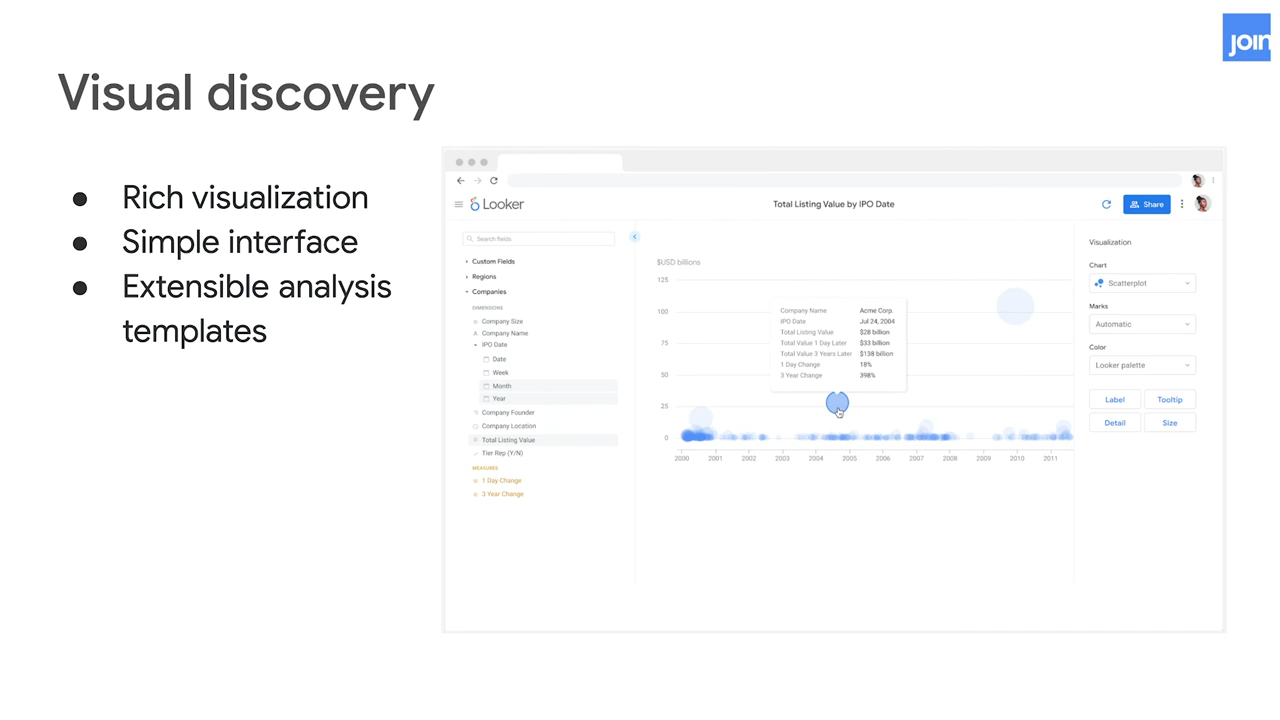 JOIN
Visual discovery
● Rich visualization
● Simple interface
● Extensible analysis
templates
Looker
Total Listing Value by IPO Date
Share
Search fields
Custom Fields
Regions
Companies
DIMENSIONS
Company Size
Company Name
IPO Date
Date
Week
Month
Year
Company Founder
Company Location
Total Listing Value
Tier Rep (Y/N)
MEASURES
1 Day Change
3 Year Change
$USD billions
125
100
75
50
25
0
2000 2001 2002 2003 2004 2005 2006 2007 2008 2009 2010 2011
Company Name Acme Corp.
IPO Date Jul 24, 2004
Total Listing Value $28 billion
Total Value 1 Day Later $33 billion
Total Value 3 Years Later $138 billion
1 Day Change 18%
3 Year Change 398%
Visualization
Chart
Scatterplot
Marks
Automatic
Color
Looker palette
Label Tooltip
Detail Size